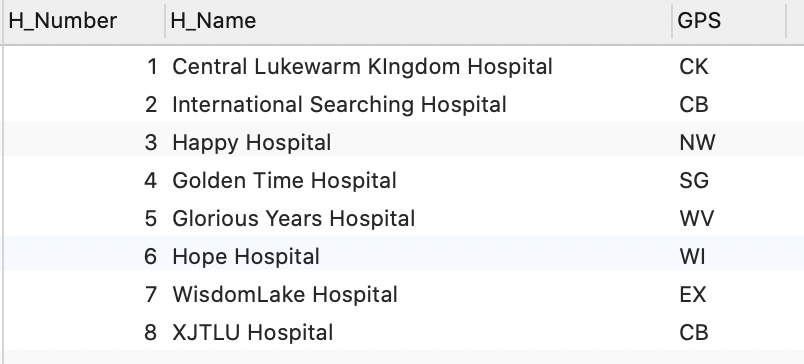 H_Number H_Name GPS
1 Central Lukewarm KIngdom Hospital CK
2 International Searching Hospital CB
3 Happy Hospital NW
4 Golden Time Hospital SG
5 Glorious Years Hospital WV
6 Hope Hospital WI
7 WisdomLake Hospital EX
8 XJTLU Hospital CB